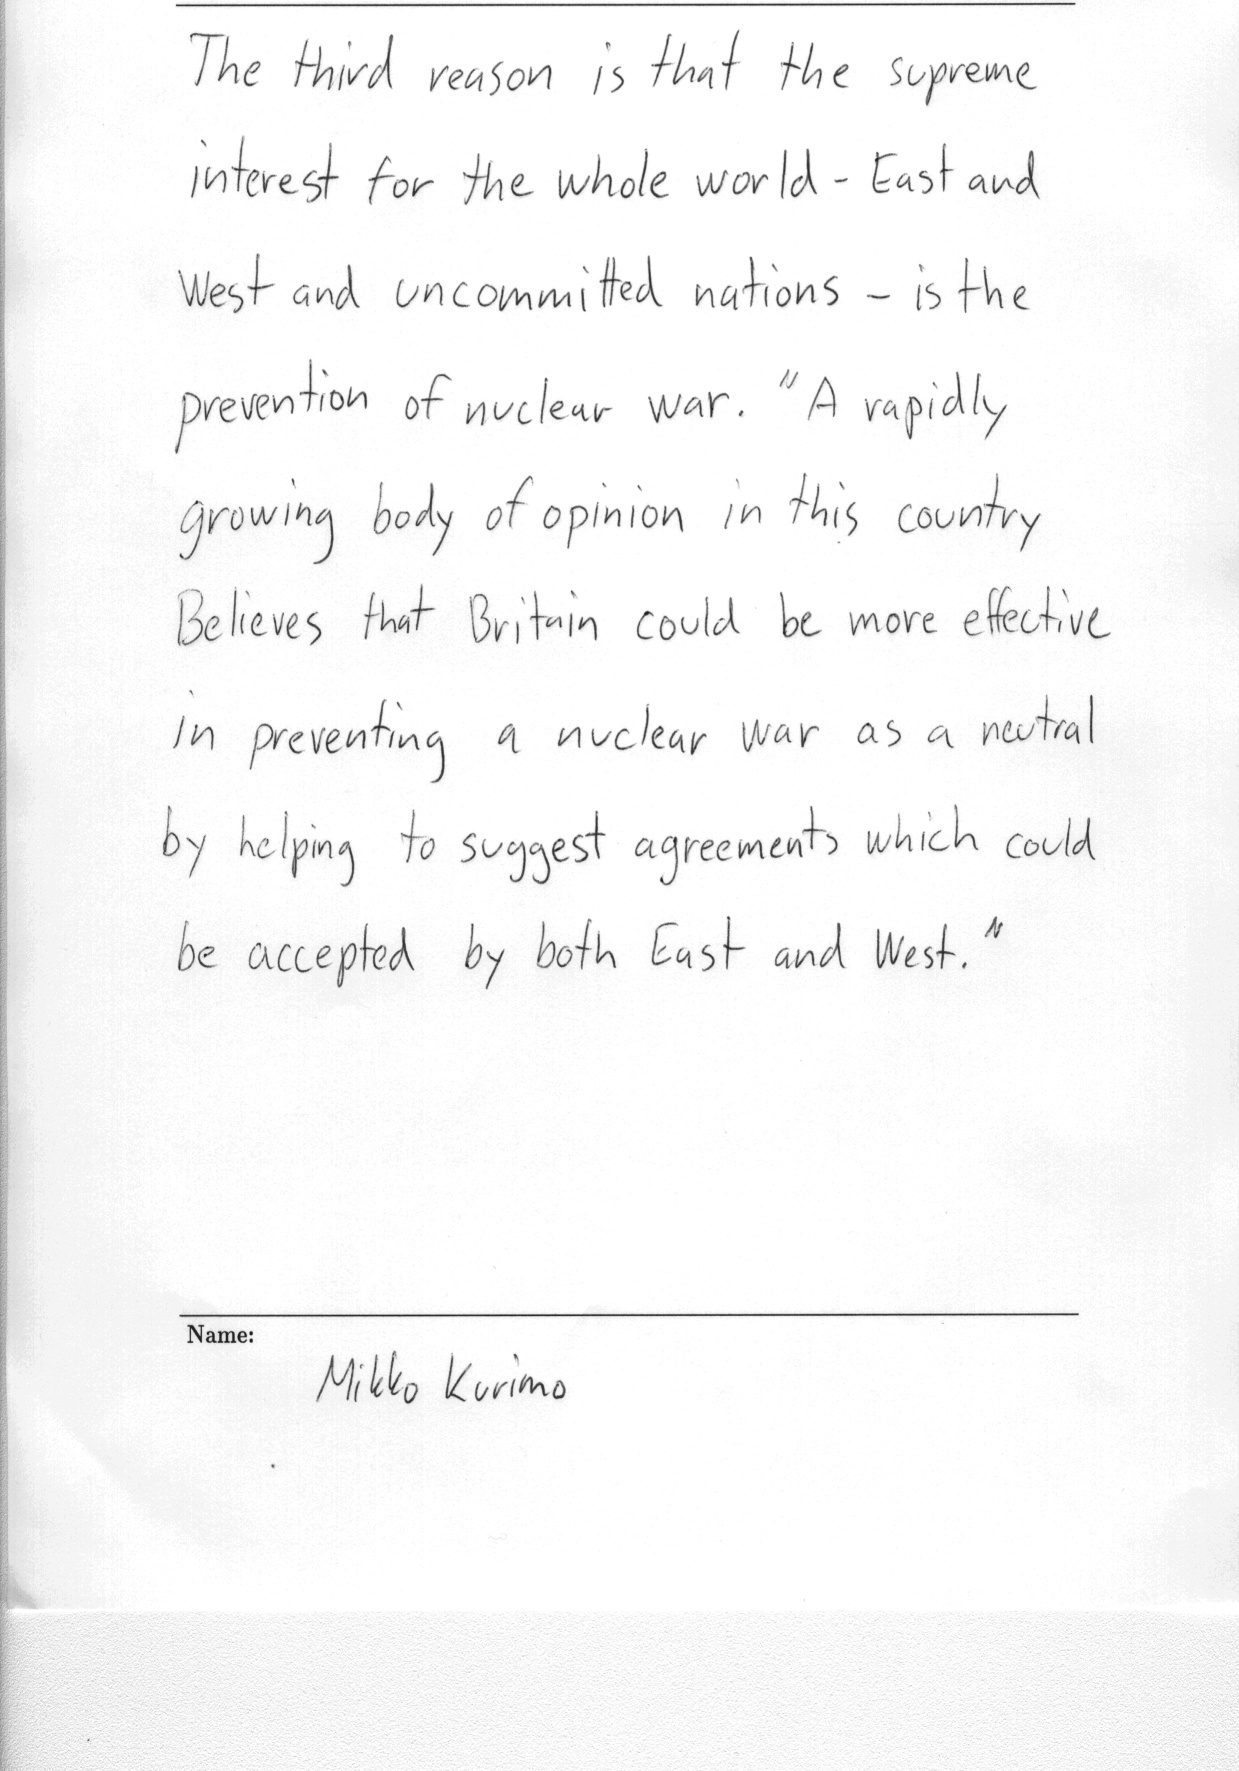 The third reason is that the supreme
interest for the whole world - East and
West and uncommitted nations - is the
prevention of nuclear war. "A rapidly
growing body of opinion in this country
Believes that Britain could be more effective
in preventing a nuclear war as a neutral
by helping to suggest agreements which could
be accepted by both East and West."
Name:
Mikko Kurimo